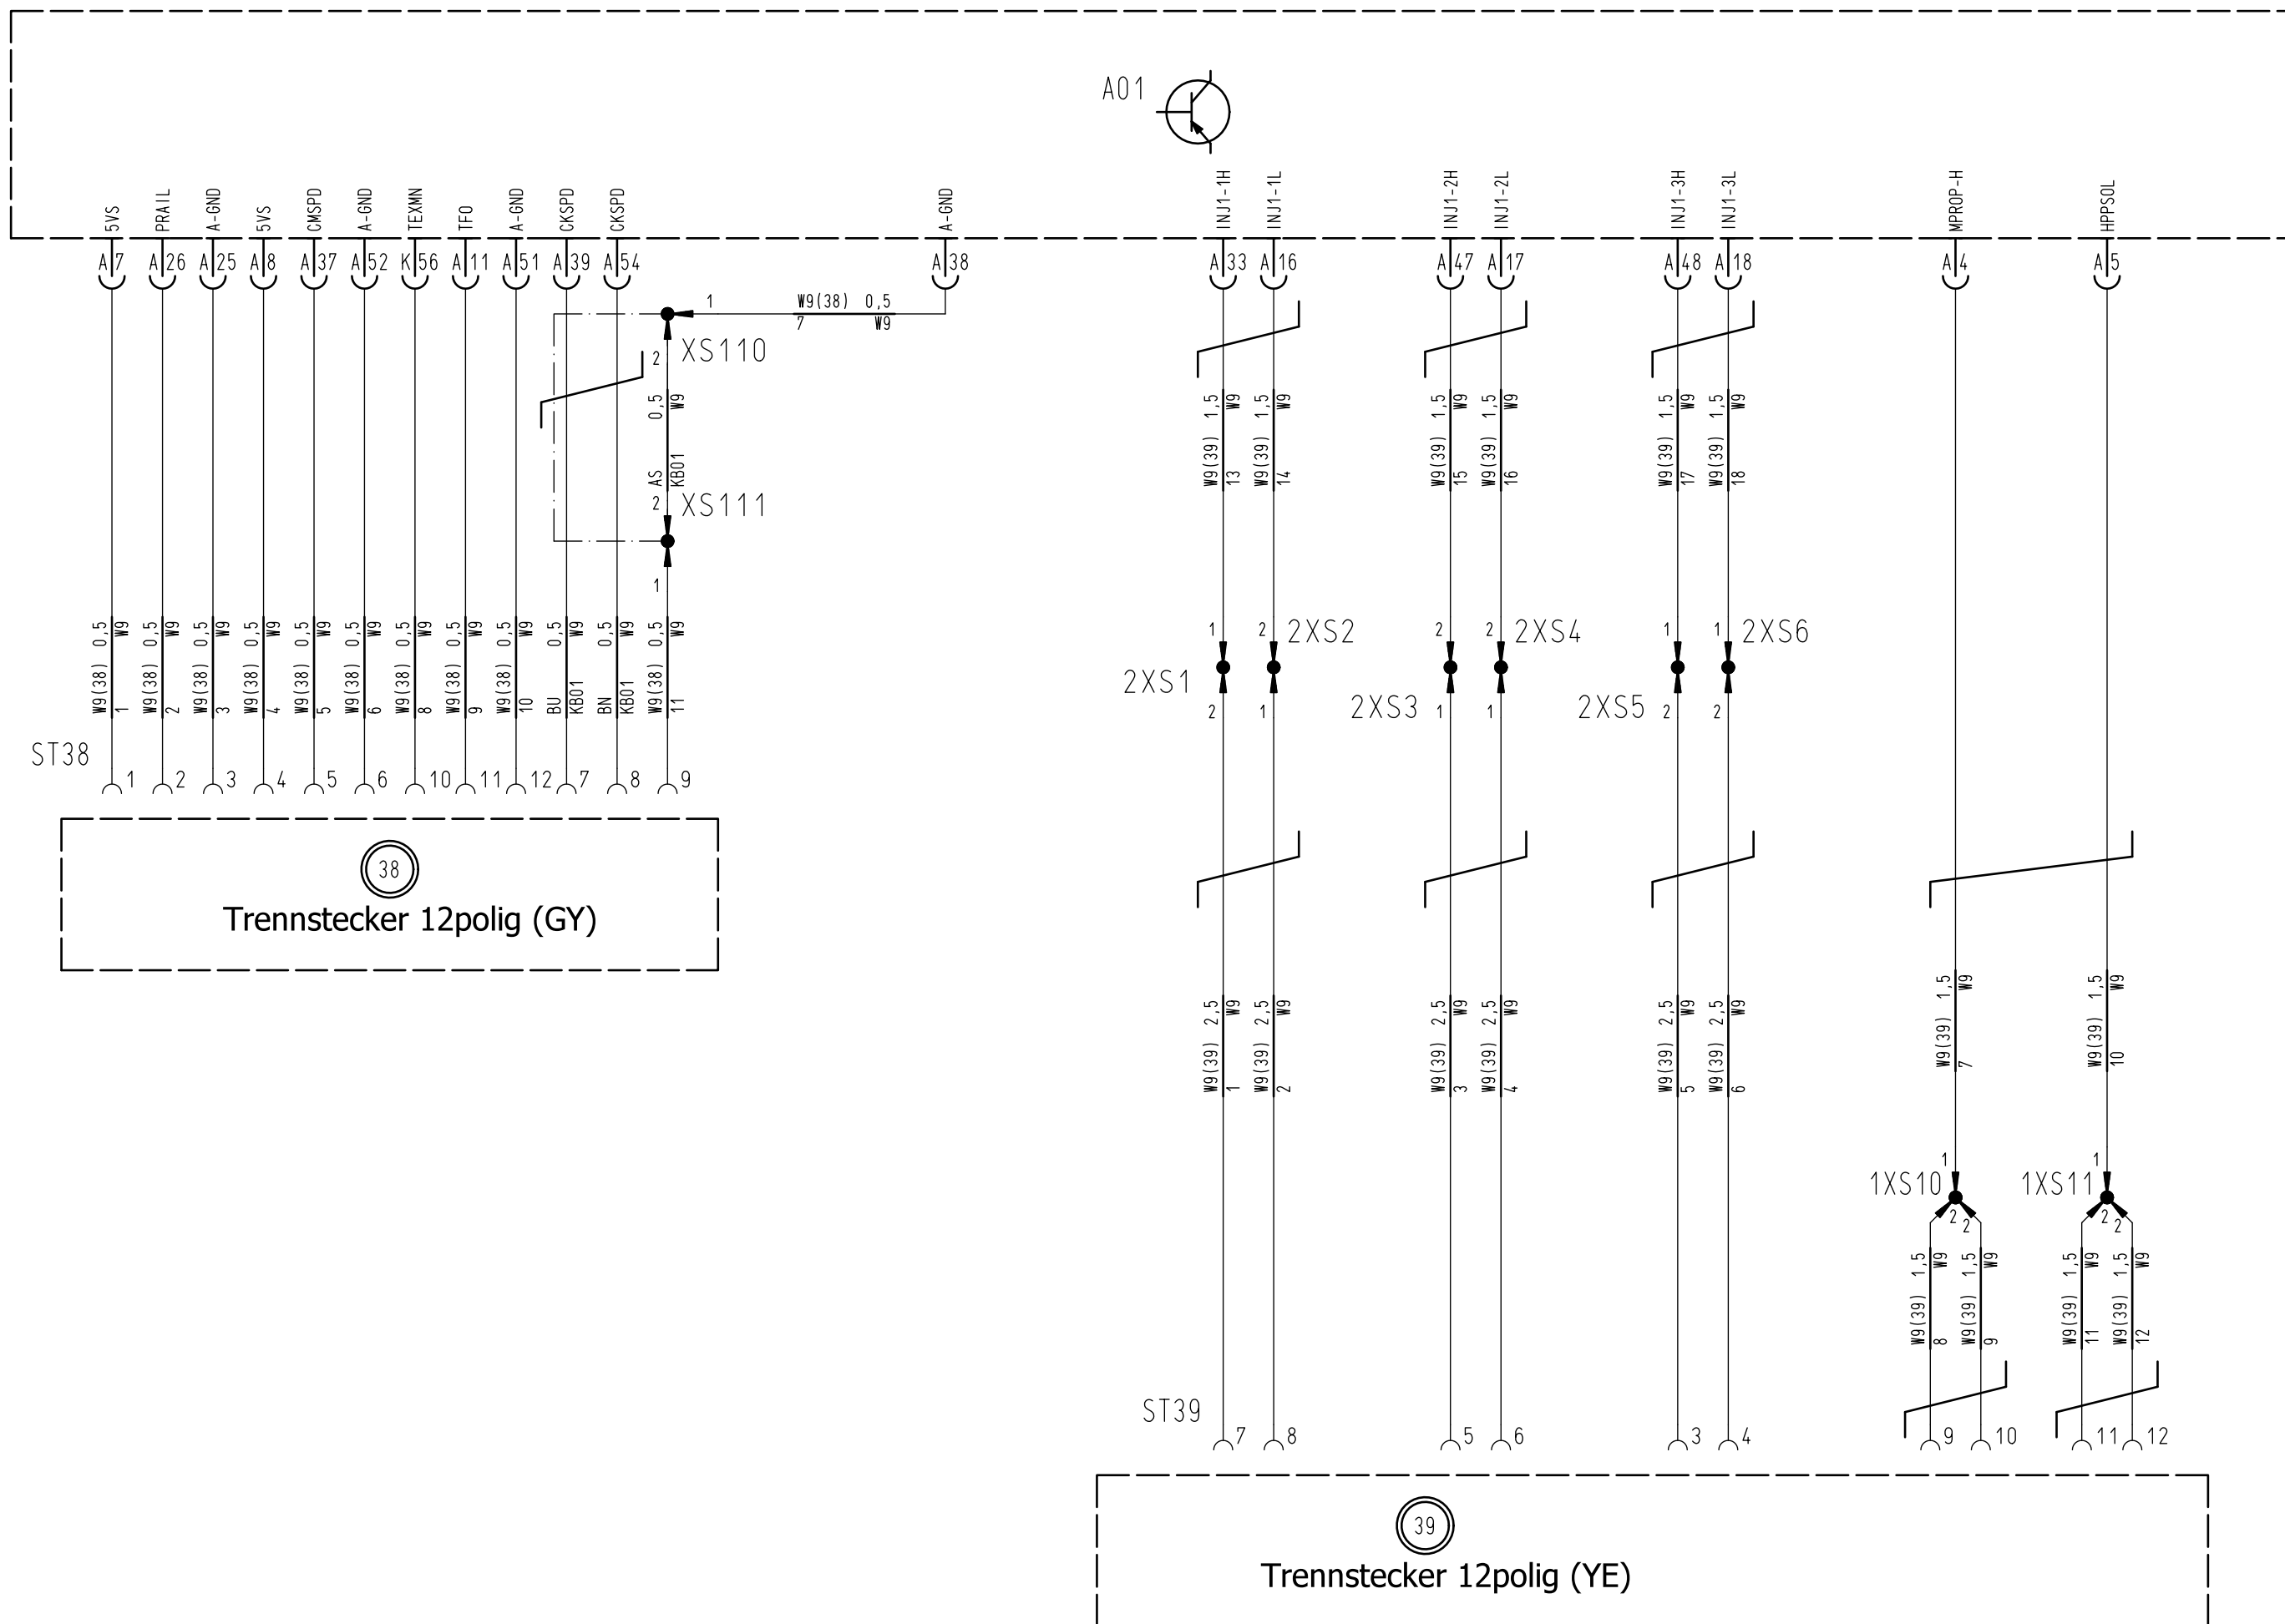 A01
5VS PRAIL A-GND 5VS CMSPD A-GND TEXMN TFO A-GND CKSPD CKSPD A-GND INJ1-1H INJ1-1L INJ1-2H INJ1-2L INJ1-3H INJ1-3L MPROP-H HPPSOL
A 7 A 26 A 25 A 8 A 37 A 52 K 56 A 11 A 51 A 39 A 54 A 38 A 33 A 16 A 47 A 17 A 48 A 18 A 4 A 5
1 W9(38) 0,5
7 W9
2 XS110
AS 0,5
KB01 W9
2 XS111
1
W9(39) 1,5 W9(39) 1,5 W9(39) 1,5 W9(39) 1,5 W9(39) 1,5 W9(39) 1,5
13 W9 14 W9 15 W9 16 W9 17 W9 18 W9
1 2 2XS2 2 2 2XS4 1 1 2XS6
2XS1 2XS3 2XS5
2 1 1 1 2 2
W9(38) 0,5 W9(38) 0,5 W9(38) 0,5 W9(38) 0,5 W9(38) 0,5 W9(38) 0,5 W9(38) 0,5 W9(38) 0,5 W9(38) 0,5 BU 0,5 BN 0,5 W9(38) 0,5
1 W9 2 W9 3 W9 4 W9 5 W9 6 W9 8 W9 9 W9 10 W9 KB01 W9 KB01 W9 11 W9
ST38
1 2 3 4 5 6 10 11 12 7 8 9
38
Trennstecker 12polig (GY)
W9(39) 2,5 W9(39) 2,5 W9(39) 2,5 W9(39) 2,5 W9(39) 2,5 W9(39) 2,5 W9(39) 1,5 W9(39) 1,5
1 W9 2 W9 3 W9 4 W9 5 W9 6 W9 7 W9 10 W9
1 1
1XS10 1XS11
2 2 2 2
W9(39) 1,5 W9(39) 1,5 W9(39) 1,5 W9(39) 1,5
8 W9 9 W9 11 W9 12 W9
ST39
7 8 5 6 3 4 9 10 11 12
39
Trennstecker 12polig (YE)